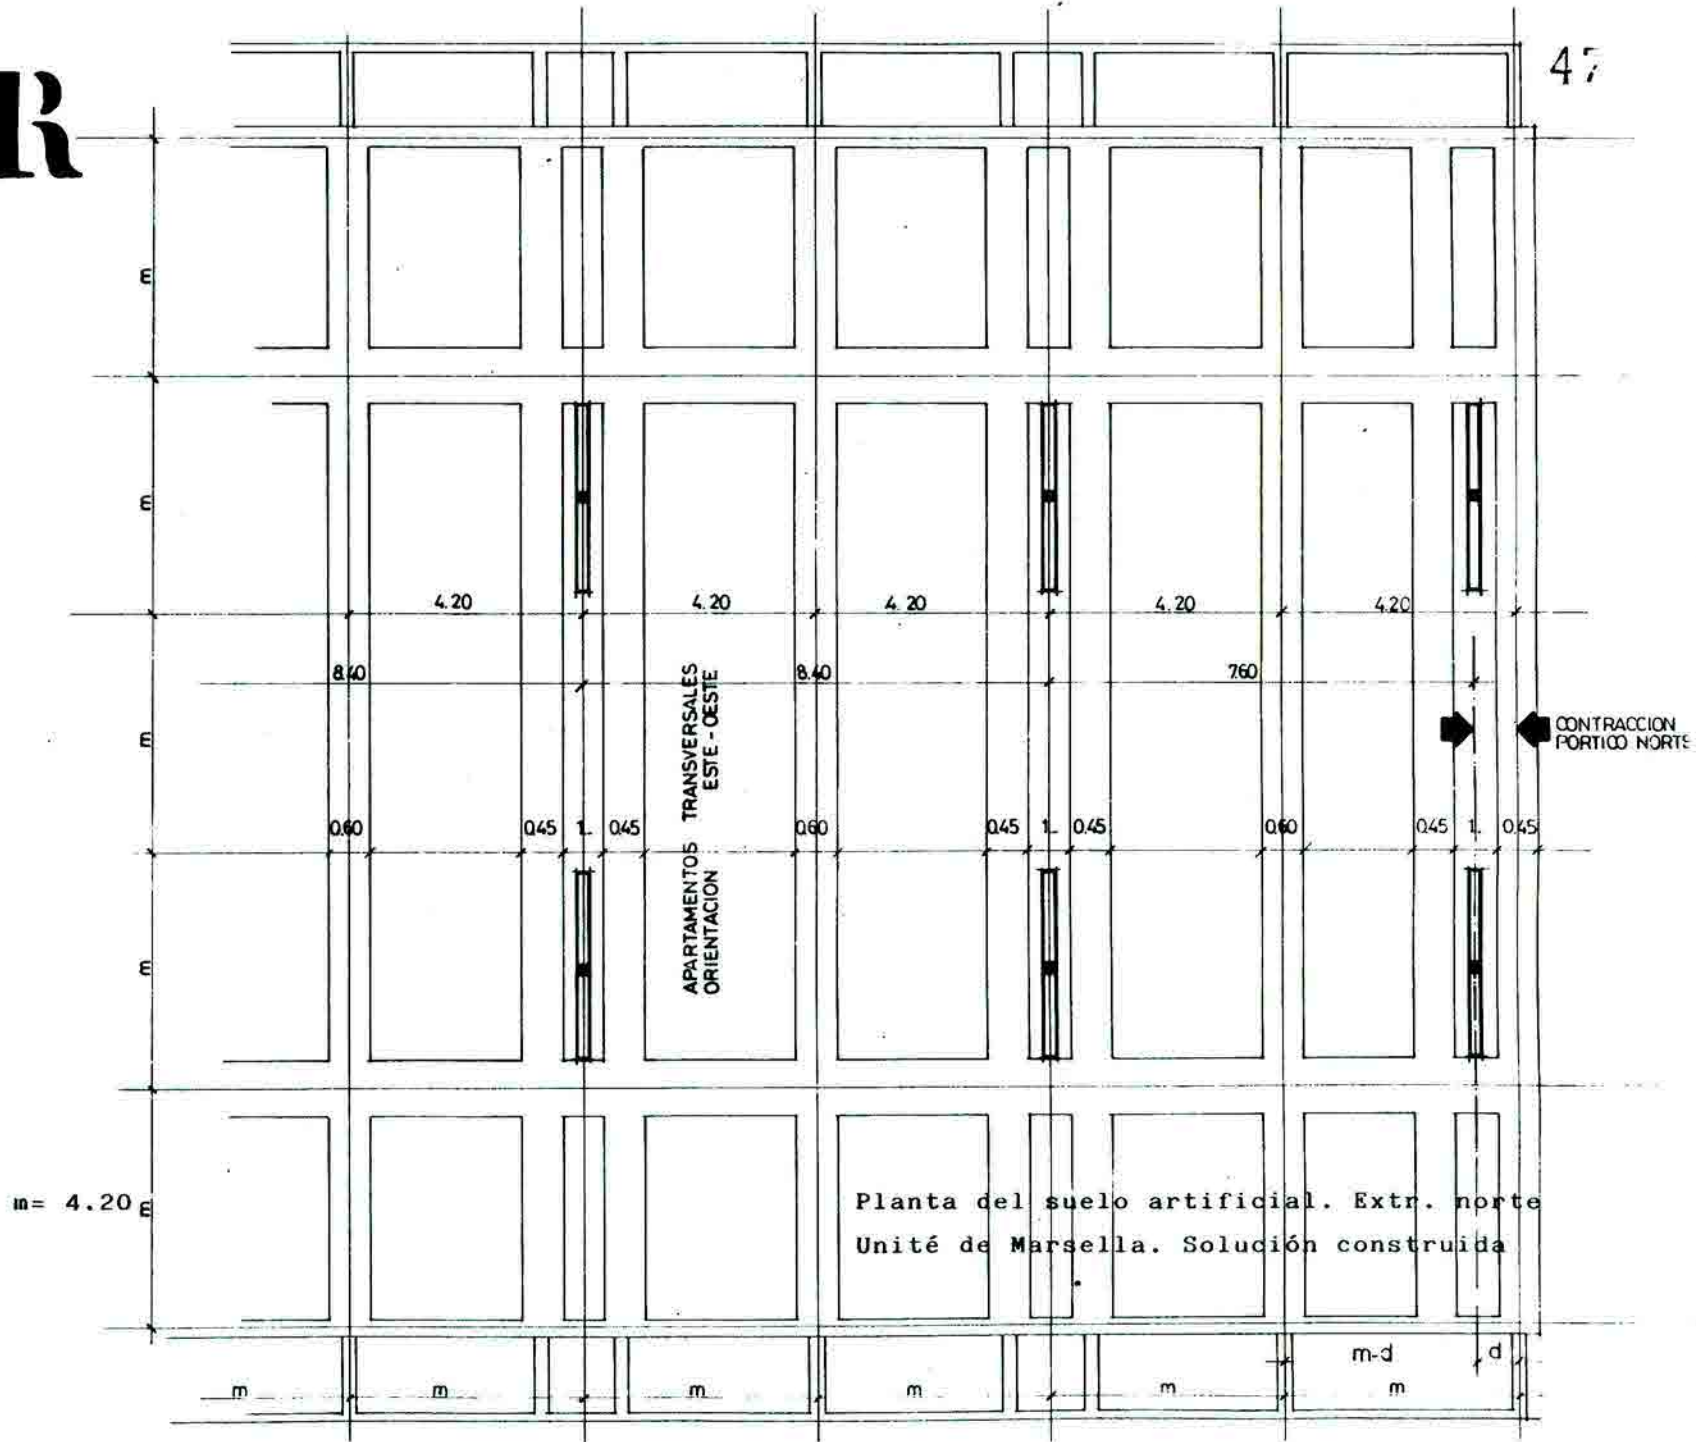 R
47
m
m
4.20
4.20
4.20
4.20
4.20
8.40
8.40
7.60
APARTAMENTOS TRANSVERSALES
ORIENTACION ESTE-OESTE
CONTRACCION
PORTICO NORTE
m
0.60
0.45
1.
0.45
0.60
0.45
1.
0.45
0.60
0.45
1.
0.45
m
m= 4.20
m
Planta del suelo artificial. Extr. norte
Unité de Marsella. Solución construida
m-d
d
m
m
m
m
m
m